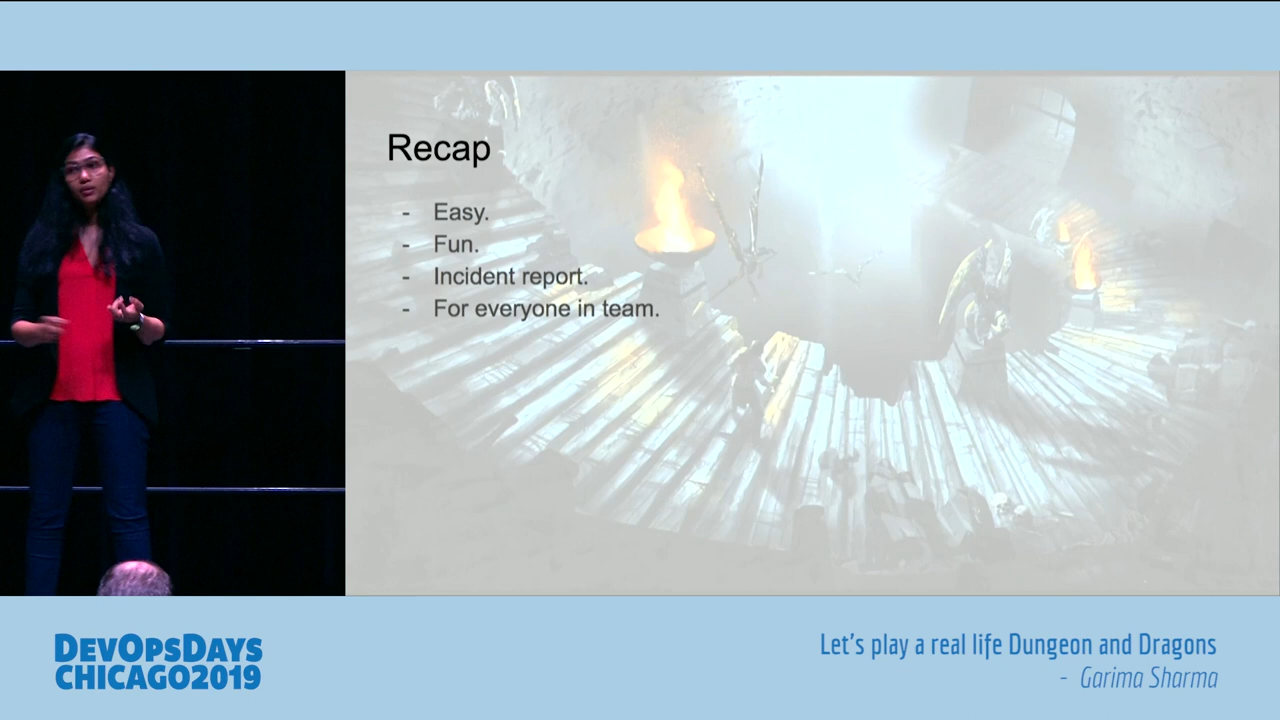 Recap
- Easy.
- Fun.
- Incident report.
- For everyone in team.
DEVOPSDAYS
CHICAGO2019
Let's play a real life Dungeon and Dragons
- Garima Sharma